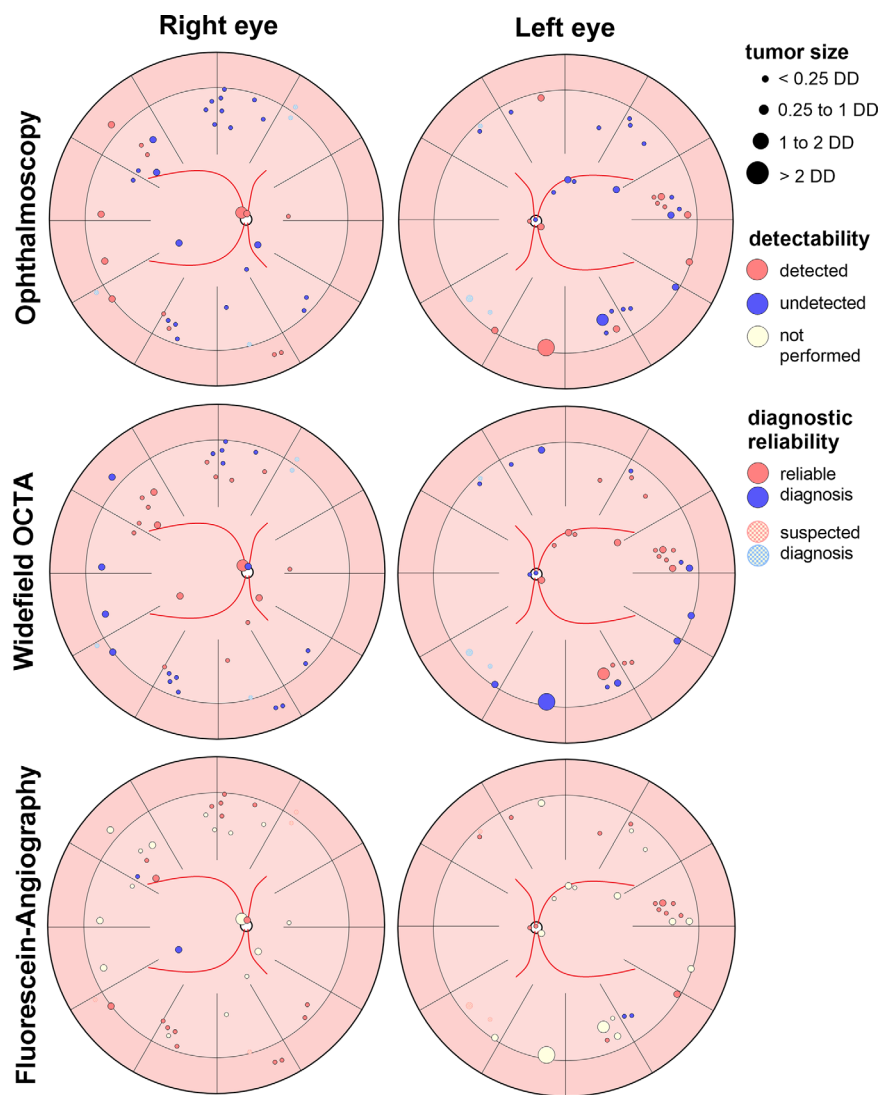 Right eye
Left eye
Ophthalmoscopy
Widefield OCTA
Fluorescein-Angiography
tumor size
< 0.25 DD
0.25 to 1 DD
1 to 2 DD
> 2 DD
detectability
detected
undetected
not
performed
diagnostic
reliability
reliable
diagnosis
suspected
diagnosis